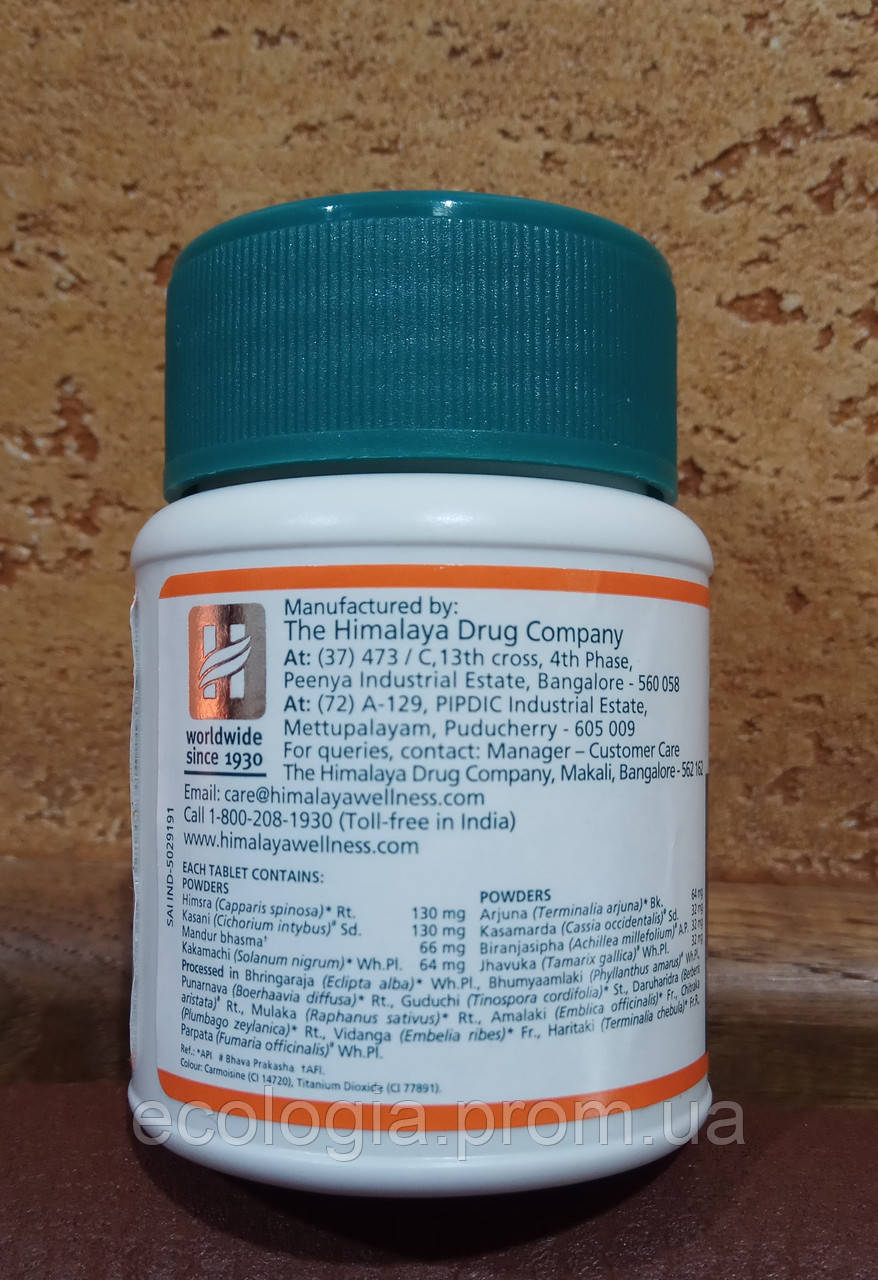 H
worldwide
since 1930
Manufactured by:
The Himalaya Drug Company
At: (37) 473 / C,13th cross, 4th Phase,
Peenya Industrial Estate, Bangalore - 560 058
At: (72) A-129, PIPDIC Industrial Estate,
Mettupalayam, Puducherry - 605 009
For queries, contact: Manager – Customer Care
The Himalaya Drug Company, Makali, Bangalore - 562 162
Email: care@himalayawellness.com
Call 1-800-208-1930 (Toll-free in India)
www.himalayawellness.com
SAI IND-5029191
EACH TABLET CONTAINS:
POWDERS
Himsra (Capparis spinosa)* Rt. 130 mg
Kasani (Cichorium intybus)# Sd. 130 mg
Mandur bhasma† 66 mg
Kakamachi (Solanum nigrum)* Wh.Pl. 64 mg
POWDERS
Arjuna (Terminalia arjuna)* Bk. 64 mg
Kasamarda (Cassia occidentalis)# Sd. 32 mg
Biranjasipha (Achillea millefolium)# A.P. 32 mg
Jhavuka (Tamarix gallica)# Wh.Pl. 32 mg
Processed in Bhringaraja (Eclipta alba)* Wh.Pl., Bhumyaamlaki (Phyllanthus amarus)# Wh.Pl.,
Punarnava (Boerhaavia diffusa)* Rt., Guduchi (Tinospora cordifolia)* St., Daruharidra (Berberis
aristata)# Rt., Mulaka (Raphanus sativus)* Rt., Amalaki (Emblica officinalis)* Fr., Chitraka
(Plumbago zeylanica)* Rt., Vidanga (Embelia ribes)* Fr., Haritaki (Terminalia chebula)* Fr.R.,
Parpata (Fumaria officinalis)# Wh.Pl.
Ref.: *API # Bhava Prakasha †AFI.
Colour: Carmoisine (CI 14720), Titanium Dioxide (CI 77891).
ecologia.prom.ua